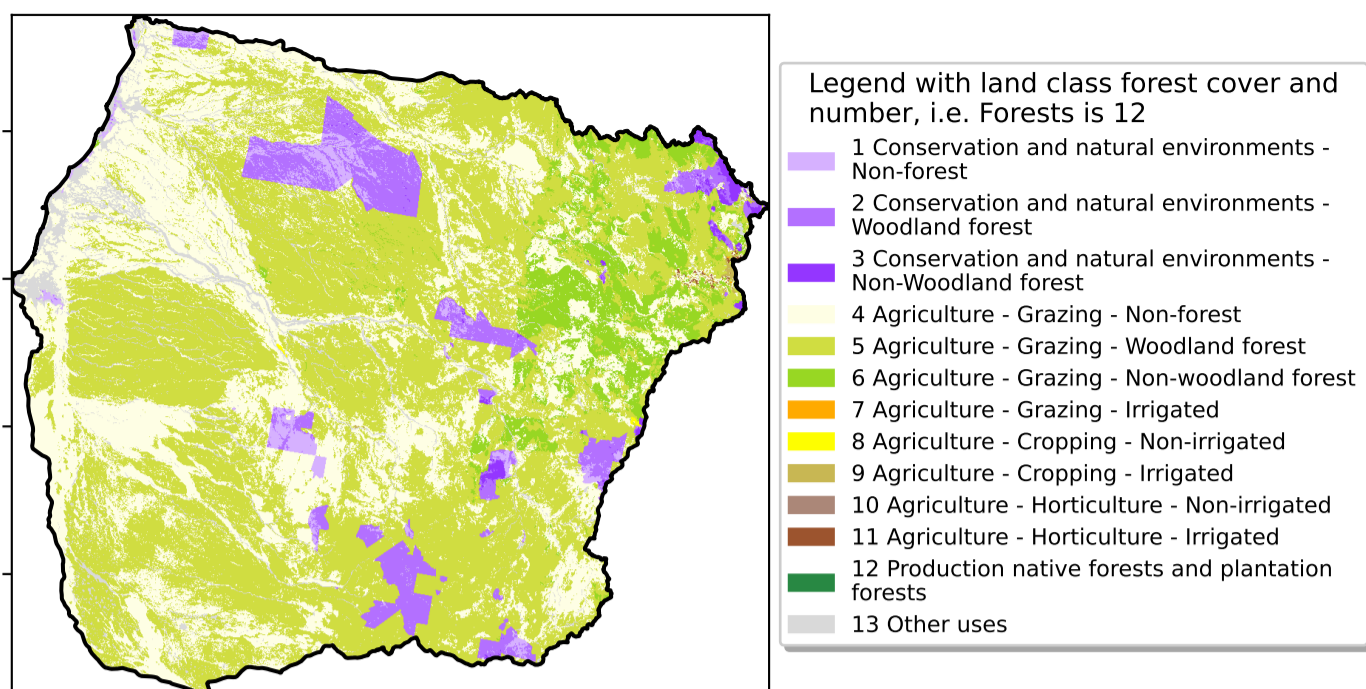 Legend with land class forest cover and
number, i.e. Forests is 12
1 Conservation and natural environments -
Non-forest
2 Conservation and natural environments -
Woodland forest
3 Conservation and natural environments -
Non-Woodland forest
4 Agriculture - Grazing - Non-forest
5 Agriculture - Grazing - Woodland forest
6 Agriculture - Grazing - Non-woodland forest
7 Agriculture - Grazing - Irrigated
8 Agriculture - Cropping - Non-irrigated
9 Agriculture - Cropping - Irrigated
10 Agriculture - Horticulture - Non-irrigated
11 Agriculture - Horticulture - Irrigated
12 Production native forests and plantation
forests
13 Other uses